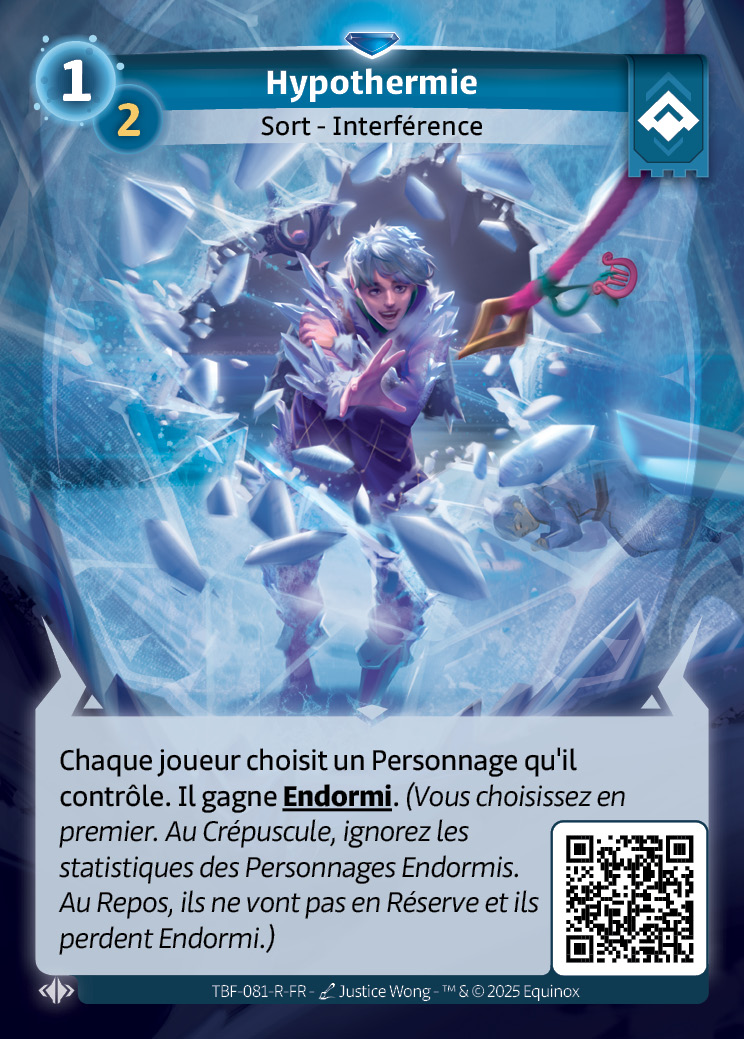 1
Hypothermie
2
Sort - Interférence
Chaque joueur choisit un Personnage qu'il
contrôle. Il gagne Endormi. (Vous choisissez en
premier. Au Crépuscule, ignorez les
statistiques des Personnages Endormis.
Au Repos, ils ne vont pas en Réserve et ils
perdent Endormi.)
TBF-081-R-FR - Justice Wong - ™ & © 2025 Equinox